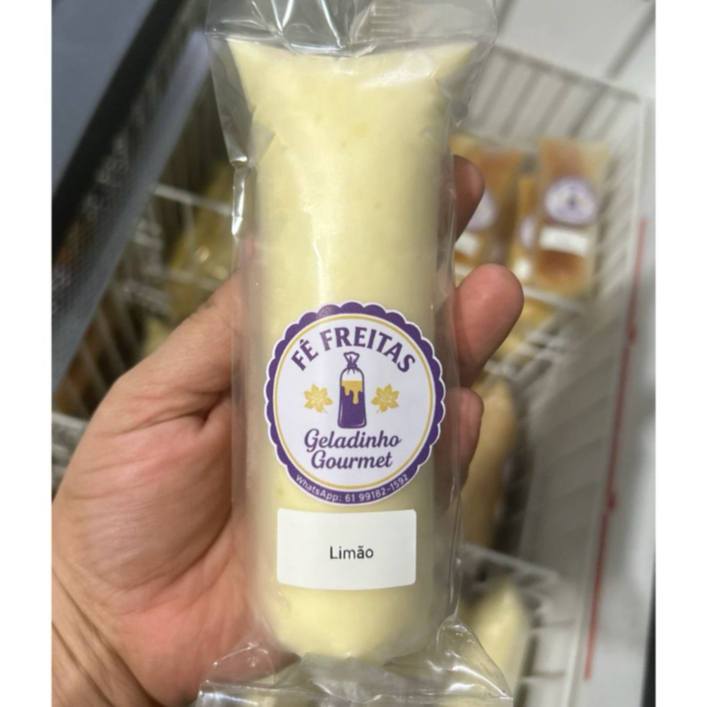 FÊ FREITAS
Geladinho
Gourmet
WhatsApp: 61 99182-1592
Limão